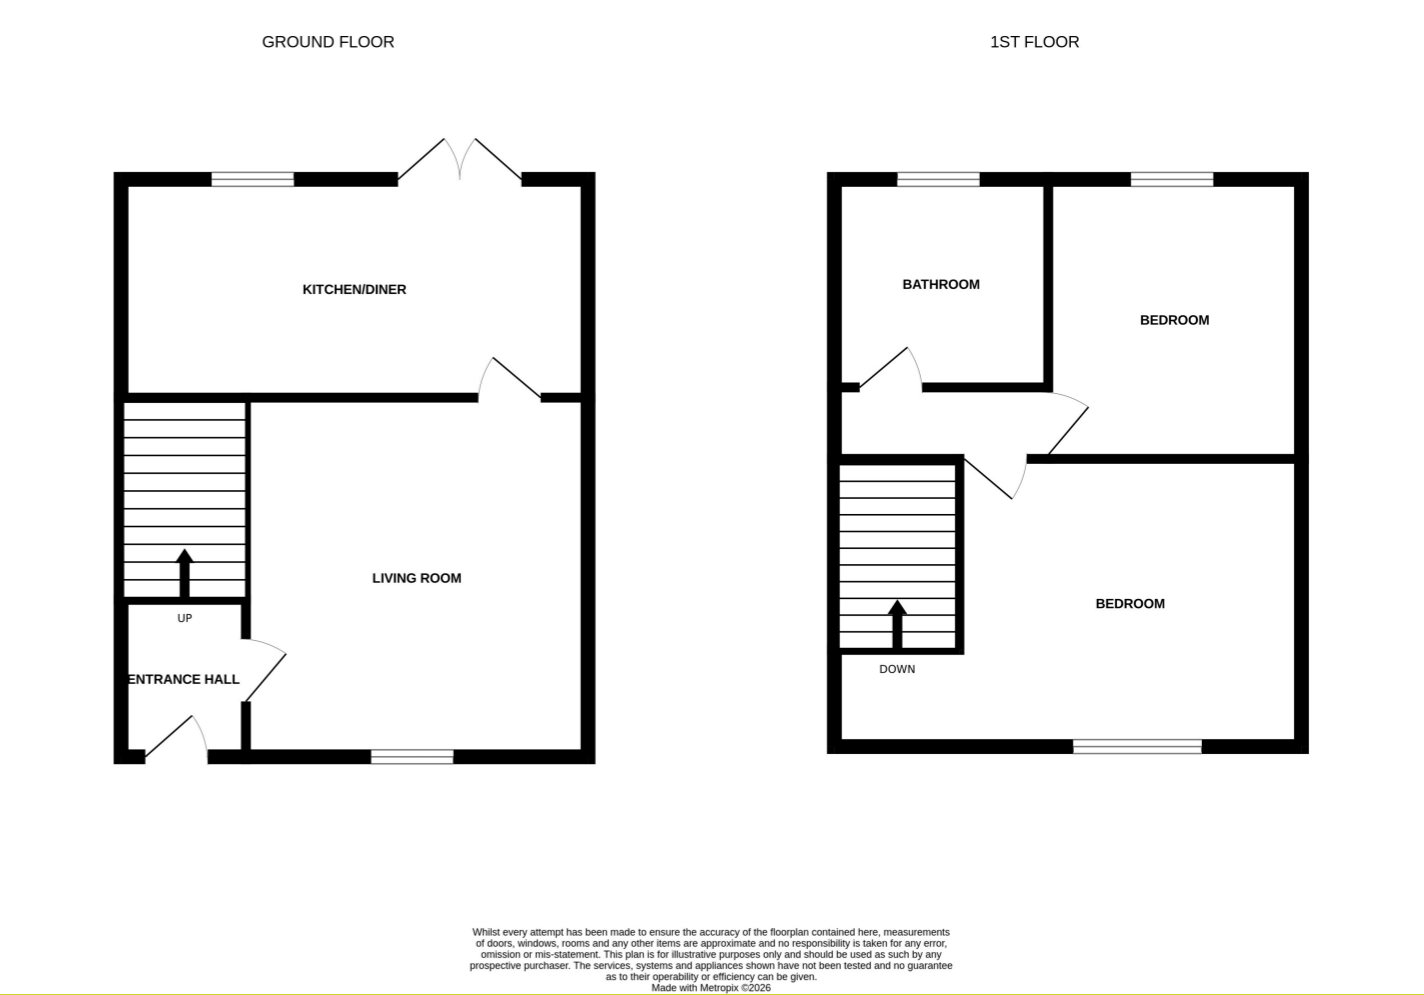 GROUND FLOOR
1ST FLOOR
KITCHEN/DINER
LIVING ROOM
UP
ENTRANCE HALL
BATHROOM
BEDROOM
BEDROOM
DOWN
Whilst every attempt has been made to ensure the accuracy of the floorplan contained here, measurements
of doors, windows, rooms and any other items are approximate and no responsibility is taken for any error,
omission or mis-statement. This plan is for illustrative purposes only and should be used as such by any
prospective purchaser. The services, systems and appliances shown have not been tested and no guarantee
as to their operability or efficiency can be given.
Made with Metropix ©2026